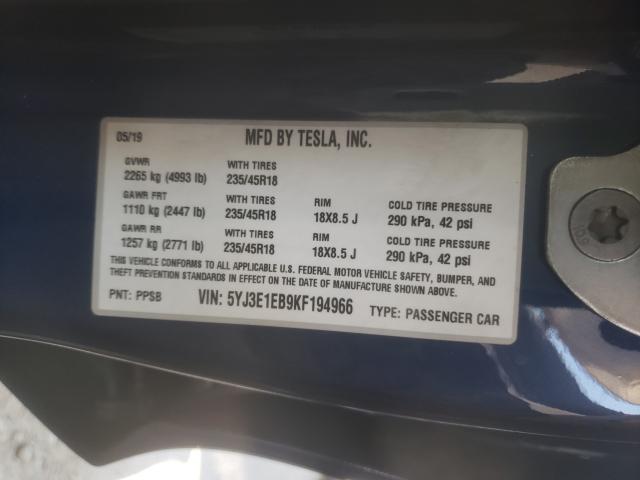 05/19 MFD BY TESLA, INC.
GVWR WITH TIRES
2265 kg (4993 lb) 235/45R18
GAWR FRT WITH TIRES RIM COLD TIRE PRESSURE
1110 kg (2447 lb) 235/45R18 18X8.5 J 290 kPa, 42 psi
GAWR RR WITH TIRES RIM COLD TIRE PRESSURE
1257 kg (2771 lb) 235/45R18 18X8.5 J 290 kPa, 42 psi
THIS VEHICLE CONFORMS TO ALL APPLICABLE U.S. FEDERAL MOTOR VEHICLE SAFETY, BUMPER, AND
THEFT PREVENTION STANDARDS IN EFFECT ON THE DATE OF MANUFACTURE SHOWN ABOVE.
PNT: PPSB VIN: 5YJ3E1EB9KF194966 TYPE: PASSENGER CAR